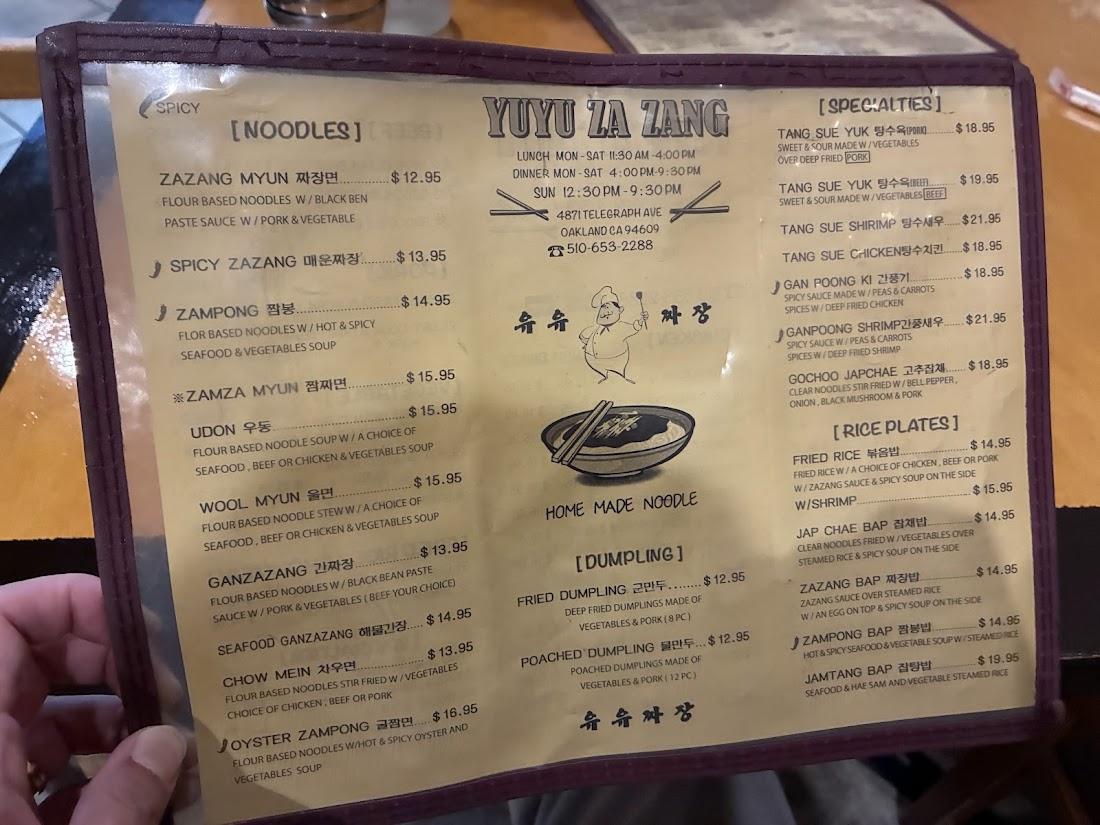 SPICY
[NOODLES]
ZAZANG MYUN 짜장면............$12.95
FLOUR BASED NOODLES W/BLACK BEN
PASTE SAUCE W/PORK & VEGETABLE
SPICY ZAZANG 매운짜장.........$13.95
ZAMPONG 짬봉.........................$14.95
FLOR BASED NOODLES W/HOT & SPICY
SEAFOOD & VEGETABLES SOUP
※ZAMZA MYUN 짬짜면..............$15.95
UDON 우동................................$15.95
FLOUR BASED NOODLE SOUP W/A CHOICE OF
SEAFOOD, BEEF OR CHICKEN & VEGETABLES SOUP
WOOL MYUN 울면.....................$15.95
FLOUR BASED NOODLE STEW W/A CHOICE OF
SEAFOOD, BEEF OR CHICKEN & VEGETABLES SOUP
GANZAZANG 간짜장................$13.95
FLOUR BASED NOODLES W/BLACK BEAN PASTE
SAUCE W/PORK & VEGETABLES (BEEF YOUR CHOICE)
SEAFOOD GANZAZANG 해물간장....$14.95
CHOW MEIN 차우면.................$13.95
FLOUR BASED NOODLES STIR FRIED W/VEGETABLES
CHOICE OF CHICKEN, BEEF OR PORK
OYSTER ZAMPONG 굴짬면.....$16.95
FLOUR BASED NOODLES W/HOT & SPICY OYSTER AND
VEGETABLES SOUP
YUYU ZA ZANG
LUNCH MON-SAT 11:30 AM-4:00 PM
DINNER MON-SAT 4:00 PM-9:30 PM
SUN 12:30 PM-9:30 PM
4871 TELEGRAPH AVE
OAKLAND CA 94609
☎510-653-2288
유유 짜장
HOME MADE NOODLE
[DUMPLING]
FRIED DUMPLING 군만두........$12.95
DEEP FRIED DUMPLINGS MADE OF
VEGETABLES & PORK (8 PC)
POACHED DUMPLING 물만두...$12.95
POACHED DUMPLINGS MADE OF
VEGETABLES & PORK (12 PC)
유유짜장
[SPECIALTIES]
TANG SUE YUK 탕수육(PORK)..........$18.95
SWEET & SOUR MADE W/VEGETABLES
OVER DEEP FRIED PORK
TANG SUE YUK 탕수육(BEEF)...........$19.95
SWEET & SOUR MADE W/VEGETABLES BEEF
TANG SUE SHIRIMP 탕수새우.....$21.95
TANG SUE CHICKEN탕수치킨....$18.95
GAN POONG KI 간풍기..............$18.95
SPICY SAUCE MADE W/PEAS & CARROTS
SPICES W/DEEP FRIED CHICKEN
GANPOONG SHRIMP간풍새우......$21.95
SPICY SAUCE W/PEAS & CARROTS
SPICES W/DEEP FRIED SHRIMP
GOCHOO JAPCHAE 고추잡채......$18.95
CLEAR NOODLES STIR FRIED W/BELL PEPPER,
ONION, BLACK MUSHROOM & PORK
[RICE PLATES]
FRIED RICE 볶음밥......................$14.95
FRIED RICE W/A CHOICE OF CHICKEN, BEEF OR PORK
W/ZAZANG SAUCE & SPICY SOUP ON THE SIDE
W/SHRIMP...............................$15.95
JAP CHAE BAP 잡채밥..............$14.95
CLEAR NOODLES FRIED W/VEGETABLES OVER
STEAMED RICE & SPICY SOUP ON THE SIDE
ZAZANG BAP 짜장밥.................$14.95
ZAZANG SAUCE OVER STEAMED RICE
W/AN EGG ON TOP & SPICY SOUP ON THE SIDE
ZAMPONG BAP 짬봉밥..............$14.95
HOT & SPICY SEAFOOD & VEGETABLE SOUP W/STEAMED RICE
JAMTANG BAP 잡탕밥..............$19.95
SEAFOOD & HAE SAM AND VEGETABLE STEAMED RICE